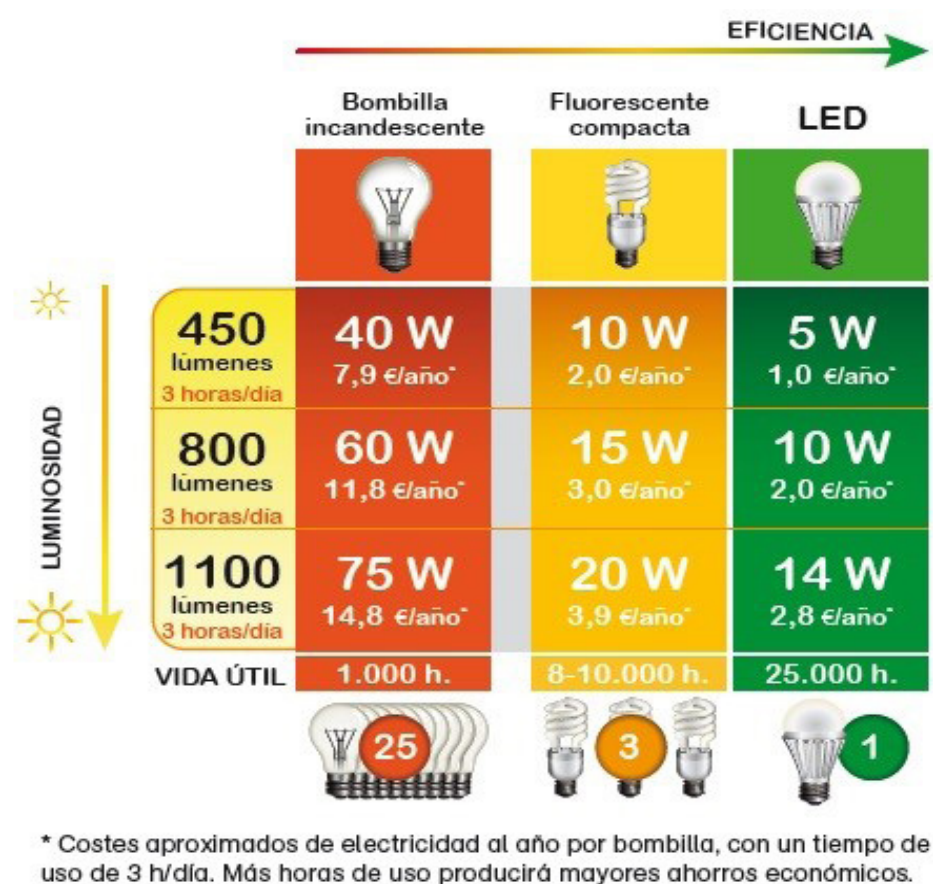 EFICIENCIA
Bombilla
incandescente
Fluorescente
compacta
LED
LUMINOSIDAD
450
lúmenes
3 horas/día
40 W
7,9 €/año*
10 W
2,0 €/año*
5 W
1,0 €/año*
800
lúmenes
3 horas/día
60 W
11,8 €/año*
15 W
3,0 €/año*
10 W
2,0 €/año*
1100
lúmenes
3 horas/día
75 W
14,8 €/año*
20 W
3,9 €/año*
14 W
2,8 €/año*
VIDA ÚTIL
1.000 h.
8-10.000 h.
25.000 h.
25
3
1
* Costes aproximados de electricidad al año por bombilla, con un tiempo de
uso de 3 h/día. Más horas de uso producirá mayores ahorros económicos.